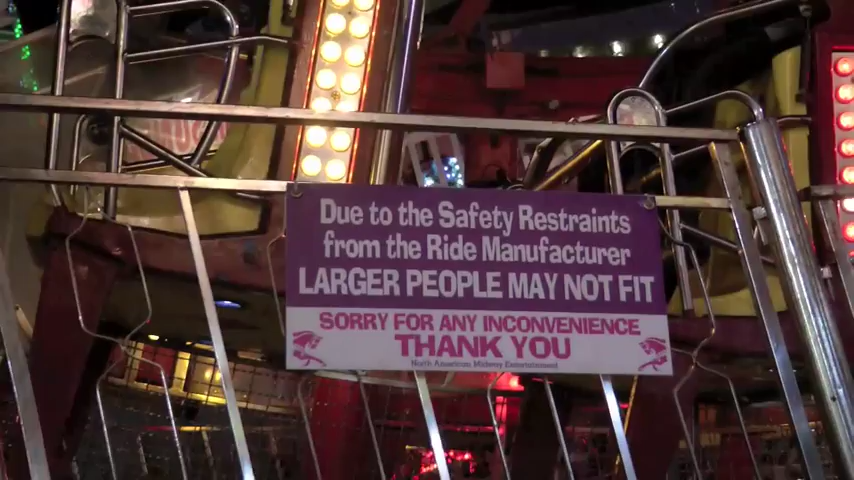 Due to the Safety Restraints
from the Ride Manufacturer
LARGER PEOPLE MAY NOT FIT
SORRY FOR ANY INCONVENIENCE
THANK YOU
North American Midway Entertainment